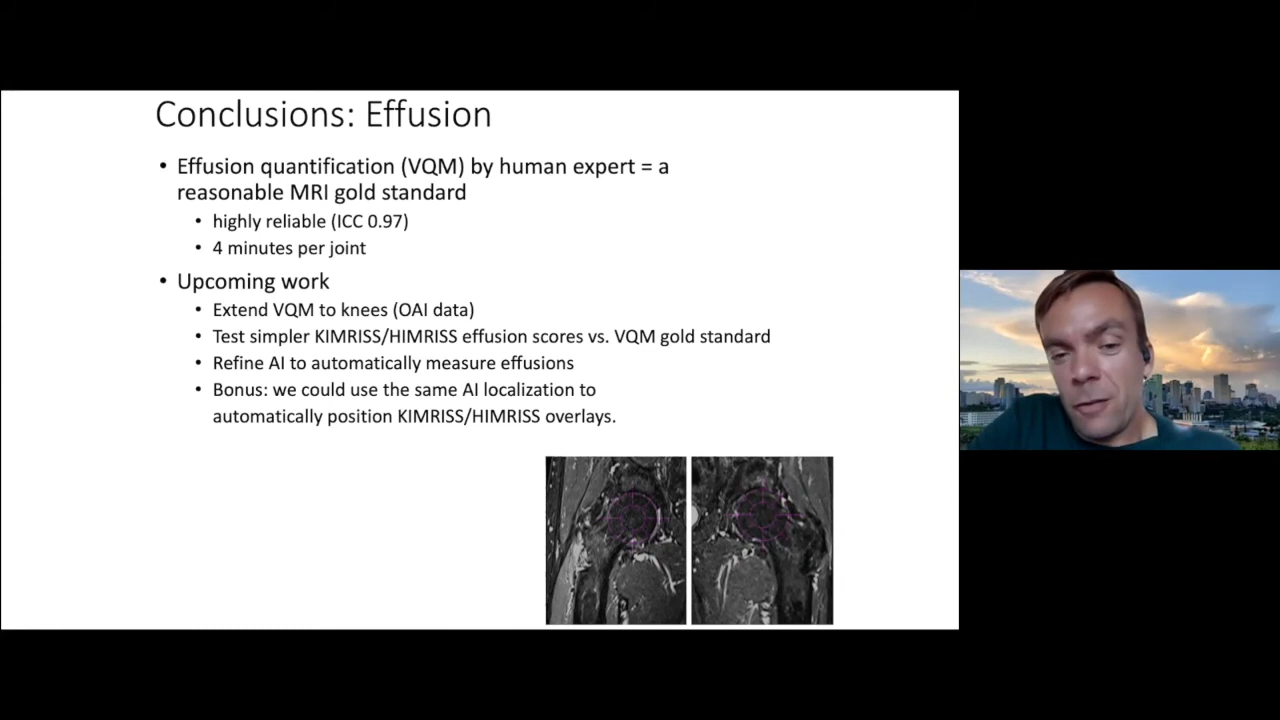 Conclusions: Effusion
• Effusion quantification (VQM) by human expert = a
reasonable MRI gold standard
• highly reliable (ICC 0.97)
• 4 minutes per joint
• Upcoming work
• Extend VQM to knees (OAI data)
• Test simpler KIMRISS/HIMRISS effusion scores vs. VQM gold standard
• Refine AI to automatically measure effusions
• Bonus: we could use the same AI localization to
automatically position KIMRISS/HIMRISS overlays.